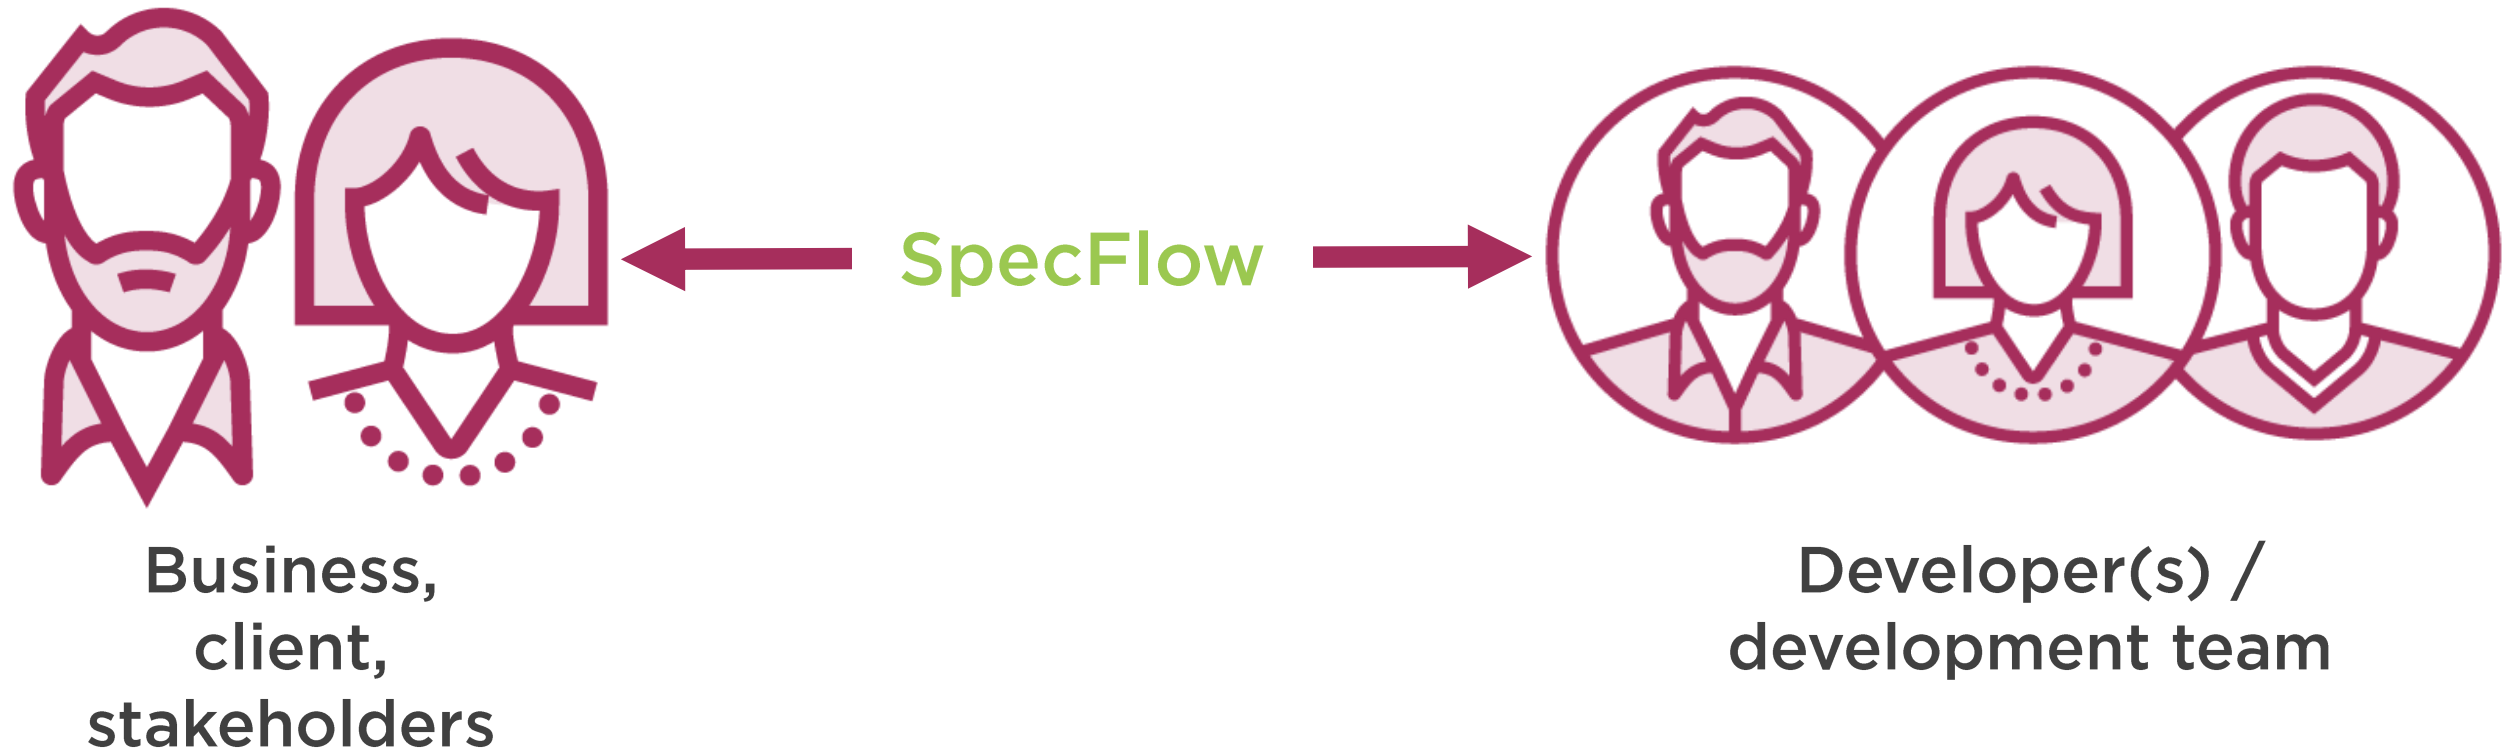 SpecFlow
Business,
client,
stakeholders
Developer(s) /
development team